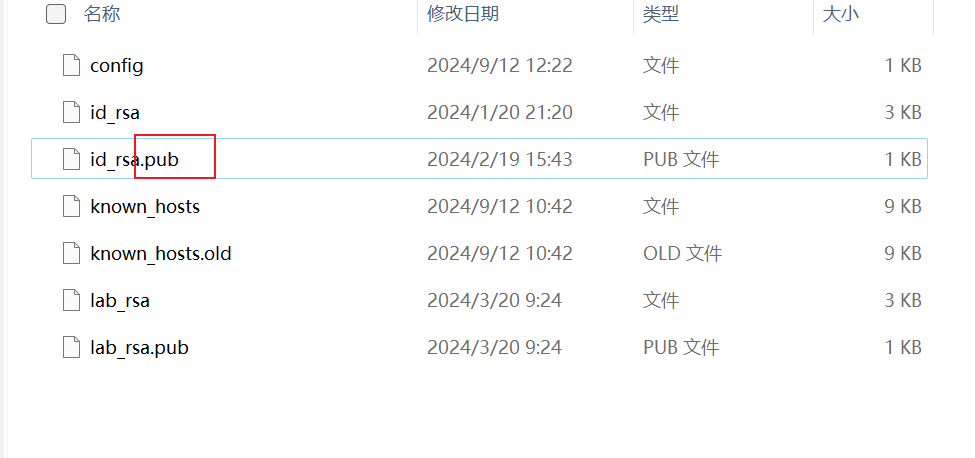 名称 修改日期 类型 大小
config 2024/9/12 12:22 文件 1 KB
id_rsa 2024/1/20 21:20 文件 3 KB
id_rsa.pub 2024/2/19 15:43 PUB 文件 1 KB
known_hosts 2024/9/12 10:42 文件 9 KB
known_hosts.old 2024/9/12 10:42 OLD 文件 9 KB
lab_rsa 2024/3/20 9:24 文件 3 KB
lab_rsa.pub 2024/3/20 9:24 PUB 文件 1 KB